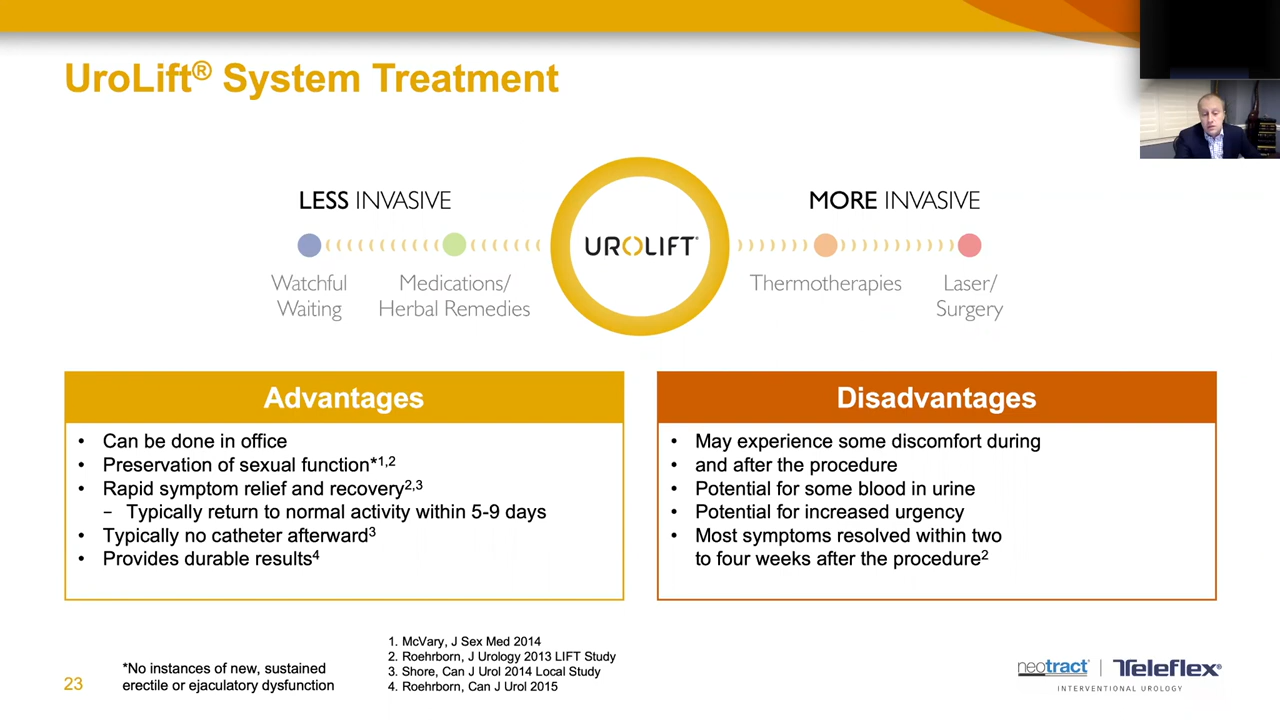 UroLift® System Treatment
LESS INVASIVE
MORE INVASIVE
UROLIFT®
Watchful
Waiting
Medications/
Herbal Remedies
Thermotherapies
Laser/
Surgery
Advantages
• Can be done in office
• Preservation of sexual function*1,2
• Rapid symptom relief and recovery2,3
– Typically return to normal activity within 5-9 days
• Typically no catheter afterward3
• Provides durable results4
Disadvantages
• May experience some discomfort during
• and after the procedure
• Potential for some blood in urine
• Potential for increased urgency
• Most symptoms resolved within two
to four weeks after the procedure2
23
*No instances of new, sustained
erectile or ejaculatory dysfunction
1. McVary, J Sex Med 2014
2. Roehrborn, J Urology 2013 LIFT Study
3. Shore, Can J Urol 2014 Local Study
4. Roehrborn, Can J Urol 2015
neotract® | Teleflex®
INTERVENTIONAL UROLOGY